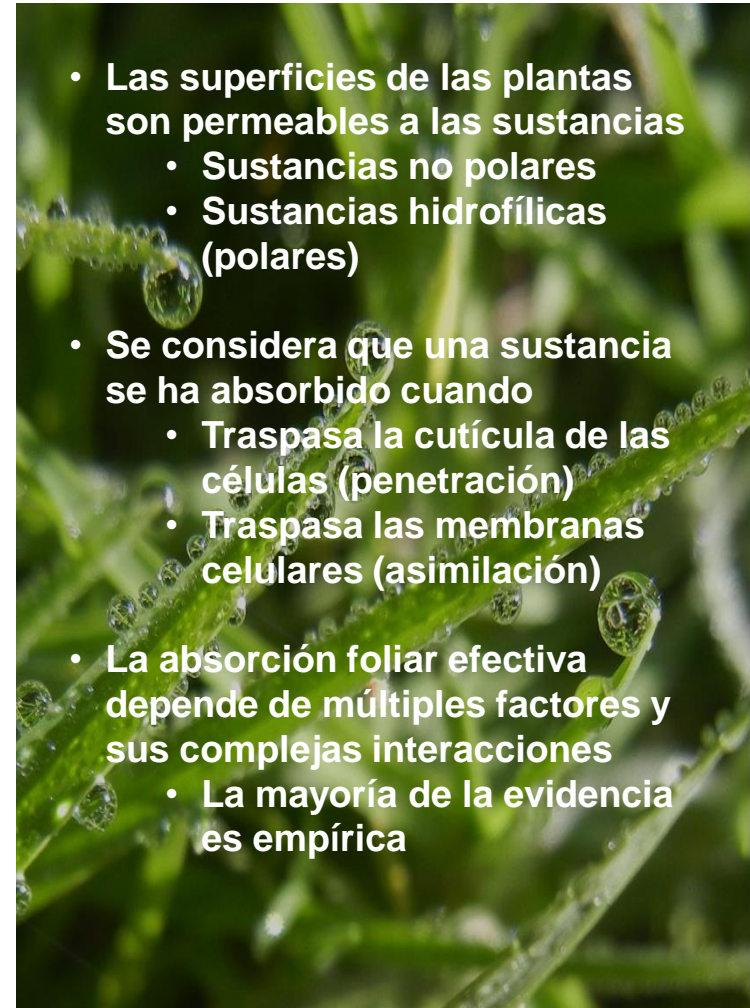 • Las superficies de las plantas
son permeables a las sustancias
• Sustancias no polares
• Sustancias hidrofílicas
(polares)
• Se considera que una sustancia
se ha absorbido cuando
• Traspasa la cutícula de las
células (penetración)
• Traspasa las membranas
celulares (asimilación)
• La absorción foliar efectiva
depende de múltiples factores y
sus complejas interacciones
• La mayoría de la evidencia
es empírica